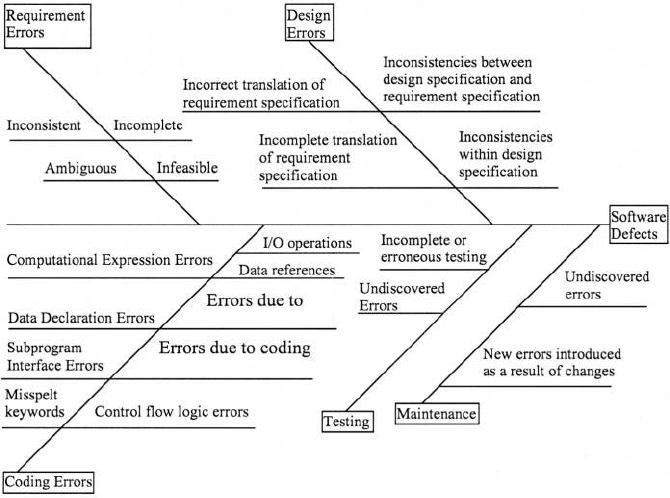 Requirement
Errors
Design
Errors
Incorrect translation of
requirement specification
Inconsistencies between
design specification and
requirement specification
Inconsistent
Incomplete
Ambiguous
Infeasible
Incomplete translation
of requirement
specification
Inconsistencies
within design
specification
Software
Defects
I/O operations
Computational Expression Errors
Data references
Incomplete or
erroneous testing
Undiscovered
Errors
Undiscovered
errors
Errors due to
Data Declaration Errors
Subprogram
Interface Errors
Errors due to coding
New errors introduced
as a result of changes
Misspelt
keywords
Control flow logic errors
Testing
Maintenance
Coding Errors